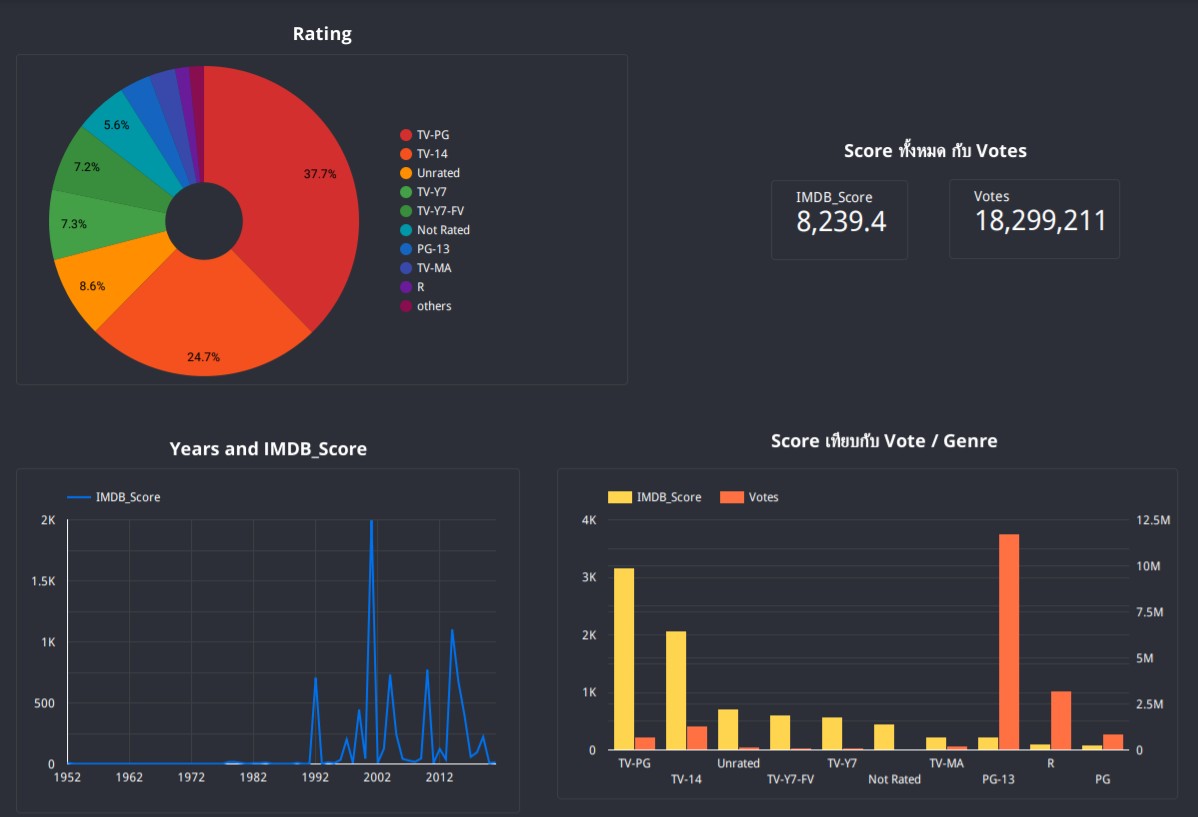 Rating
37.7%
24.7%
8.6%
7.3%
7.2%
5.6%
TV-PG
TV-14
Unrated
TV-Y7
TV-Y7-FV
Not Rated
PG-13
TV-MA
R
others
Score ทั้งหมด กับ Votes
IMDB_Score
8,239.4
Votes
18,299,211
Years and IMDB_Score
IMDB_Score
2K
1.5K
1K
500
0
1952 1962 1972 1982 1992 2002 2012
Score เทียบกับ Vote / Genre
IMDB_Score Votes
4K 12.5M
10M
3K
7.5M
2K
5M
1K
2.5M
0 0
TV-PG Unrated TV-Y7 TV-MA R
TV-14 TV-Y7-FV Not Rated PG-13 PG